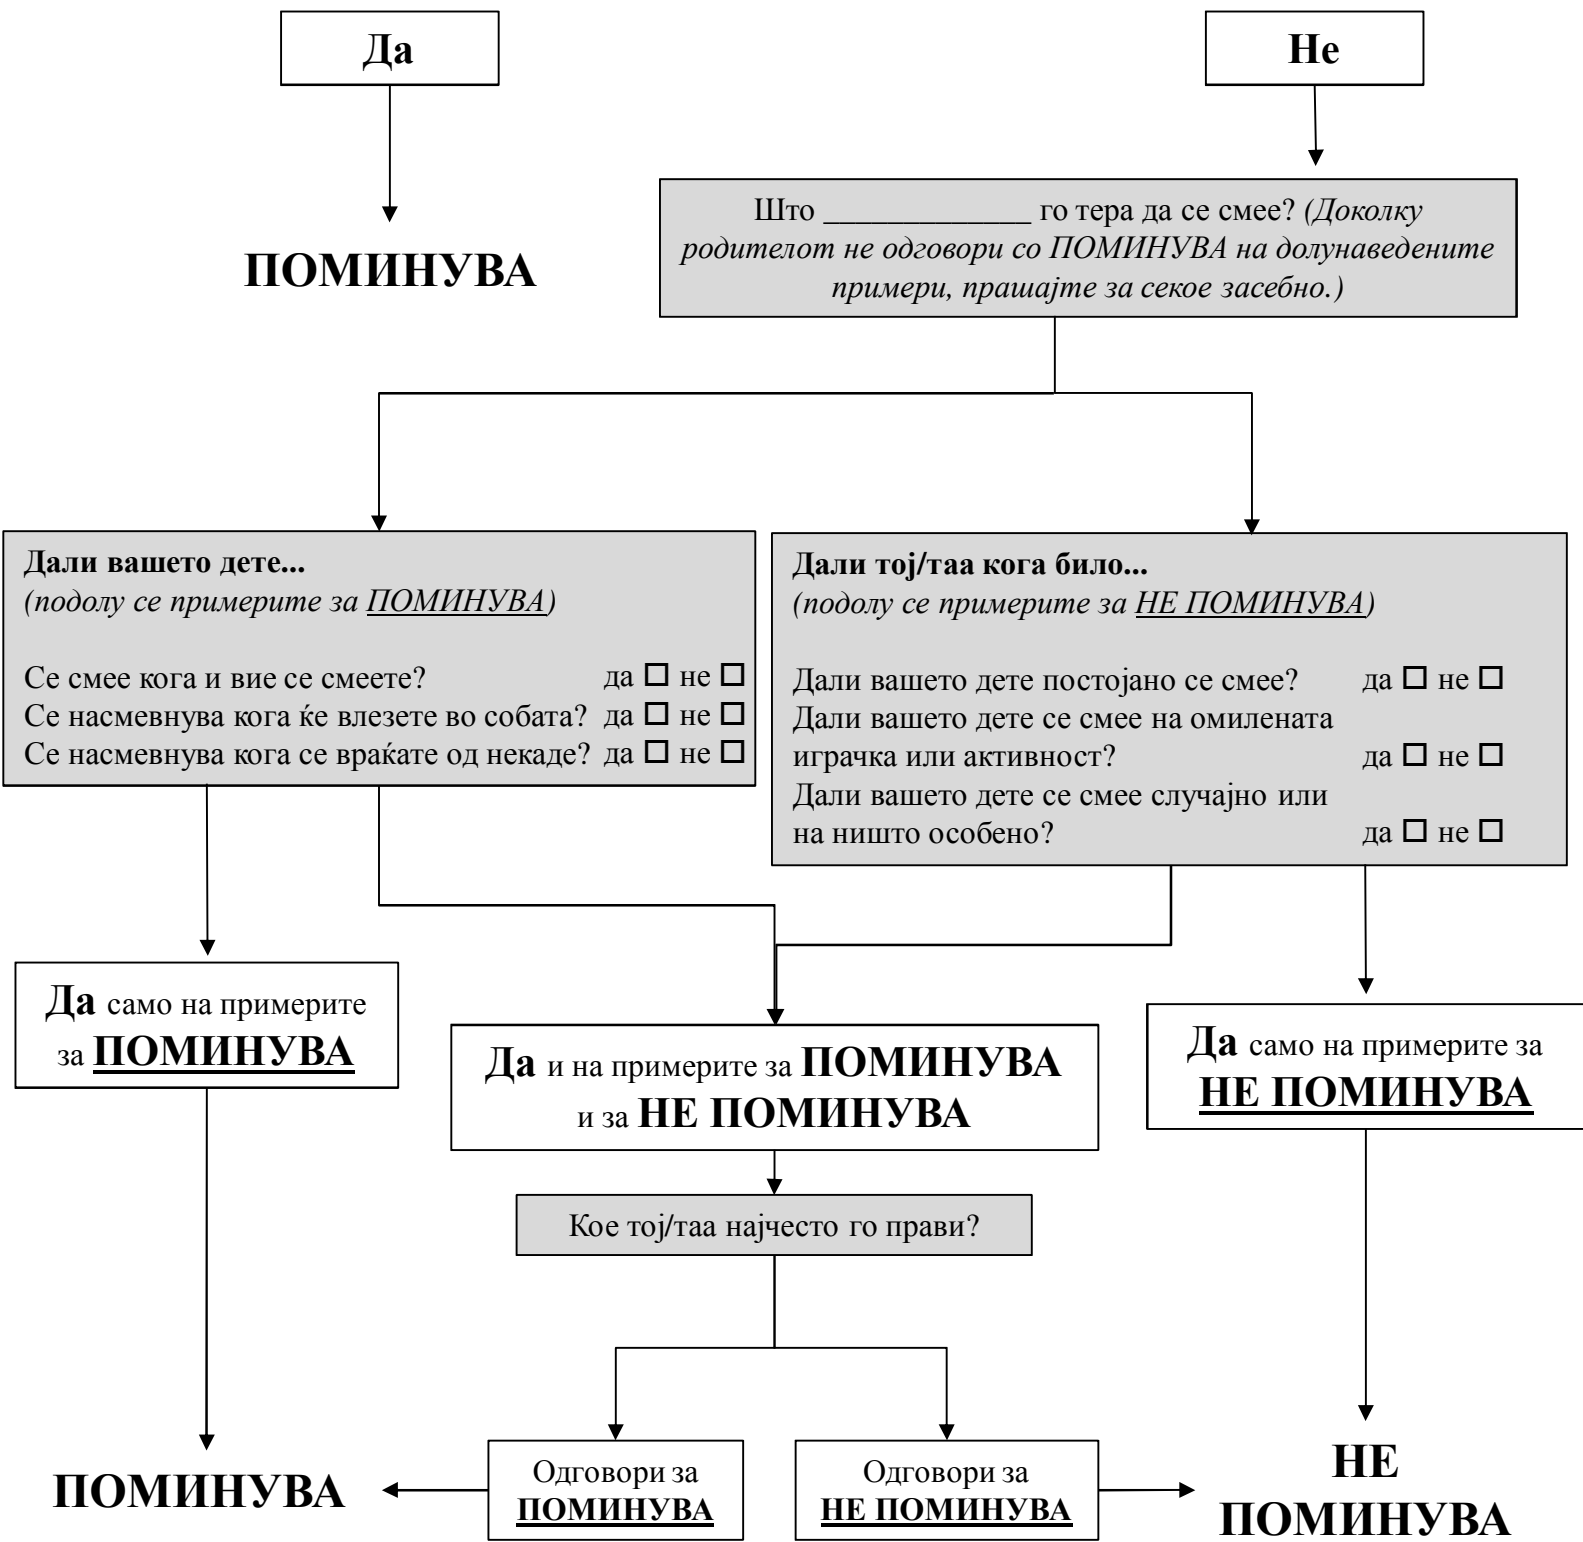 Да
Не
ПОМИНУВА
Што _____________ го тера да се смее? (Доколку
родителот не одговори со ПОМИНУВА на долунаведените
примери, прашајте за секое засебно.)
Дали вашето дете...
(подолу се примерите за ПОМИНУВА)
Се смее кога и вие се смеете? да ☐ не ☐
Се насмевнува кога ќе влезете во собата? да ☐ не ☐
Се насмевнува кога се враќате од некаде? да ☐ не ☐
Дали тој/таа кога било...
(подолу се примерите за НЕ ПОМИНУВА)
Дали вашето дете постојано се смее? да ☐ не ☐
Дали вашето дете се смее на омилената
играчка или активност? да ☐ не ☐
Дали вашето дете се смее случајно или
на ништо особено? да ☐ не ☐
Да само на примерите
за ПОМИНУВА
Да и на примерите за ПОМИНУВА
и за НЕ ПОМИНУВА
Да само на примерите за
НЕ ПОМИНУВА
Кое тој/таа најчесто го прави?
ПОМИНУВА
Одговори за
ПОМИНУВА
Одговори за
НЕ ПОМИНУВА
НЕ
ПОМИНУВА